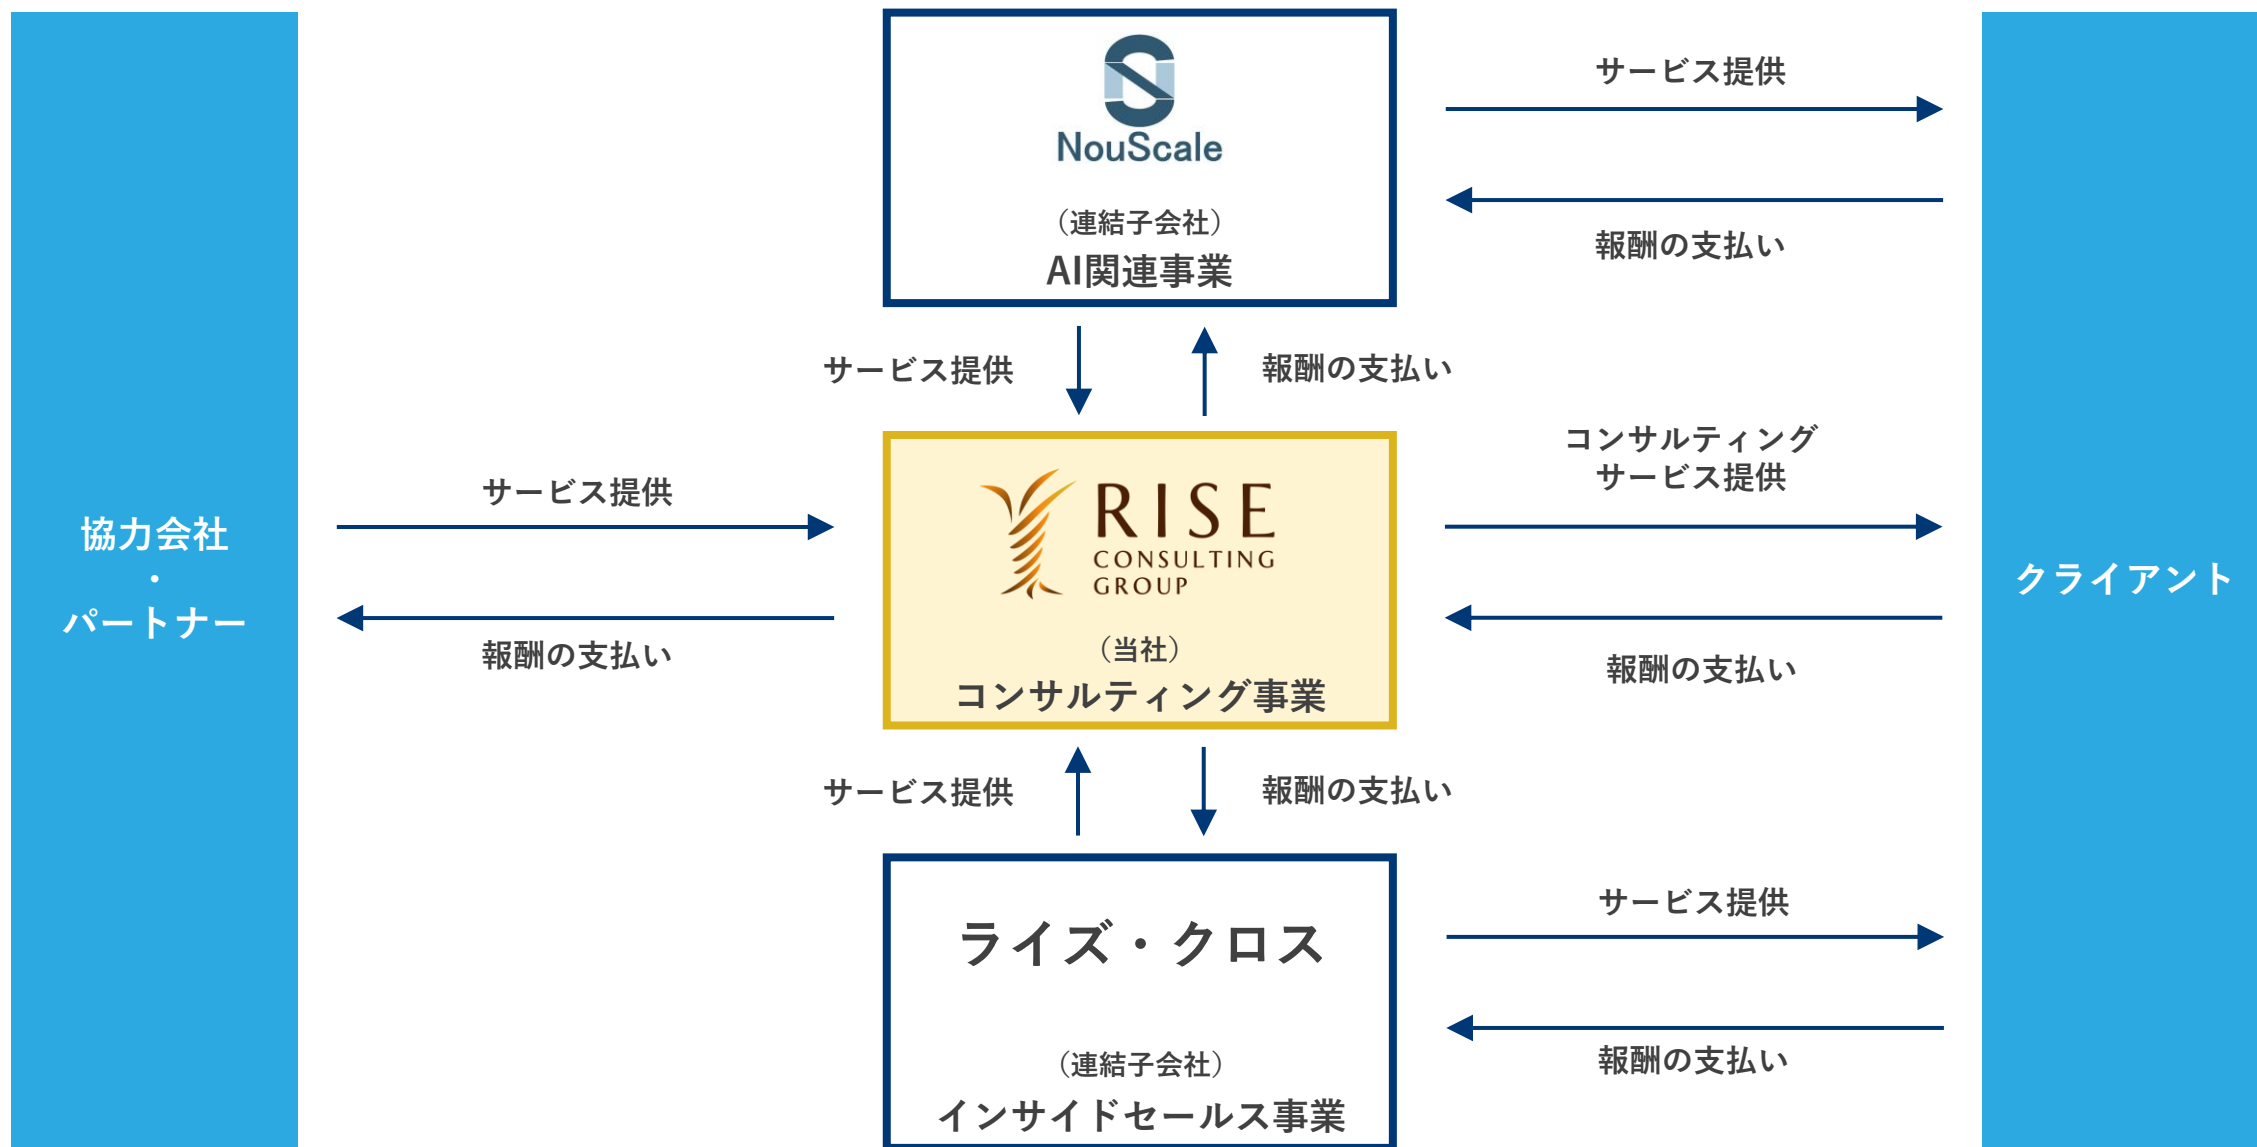 NouScale
（連結子会社）
AI関連事業
サービス提供
報酬の支払い
サービス提供
報酬の支払い
協力会社
・
パートナー
サービス提供
報酬の支払い
RISE
CONSULTING
GROUP
（当社）
コンサルティング事業
コンサルティング
サービス提供
報酬の支払い
クライアント
サービス提供
報酬の支払い
ライズ・クロス
（連結子会社）
インサイドセールス事業
サービス提供
報酬の支払い